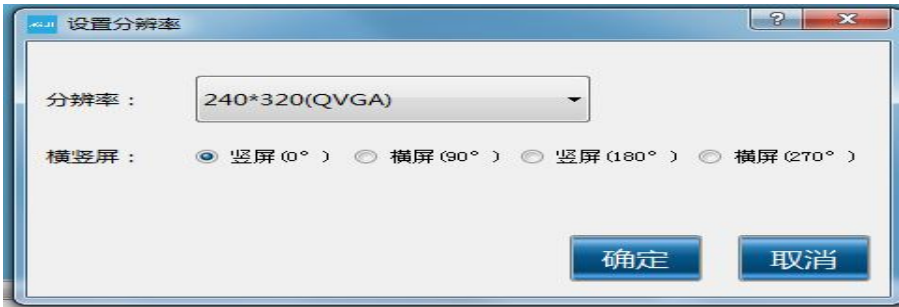 设置分辨率
分辨率：
240*320(QVGA)
横竖屏：
竖屏(0°)
横屏(90°)
竖屏(180°)
横屏(270°)
确定
取消